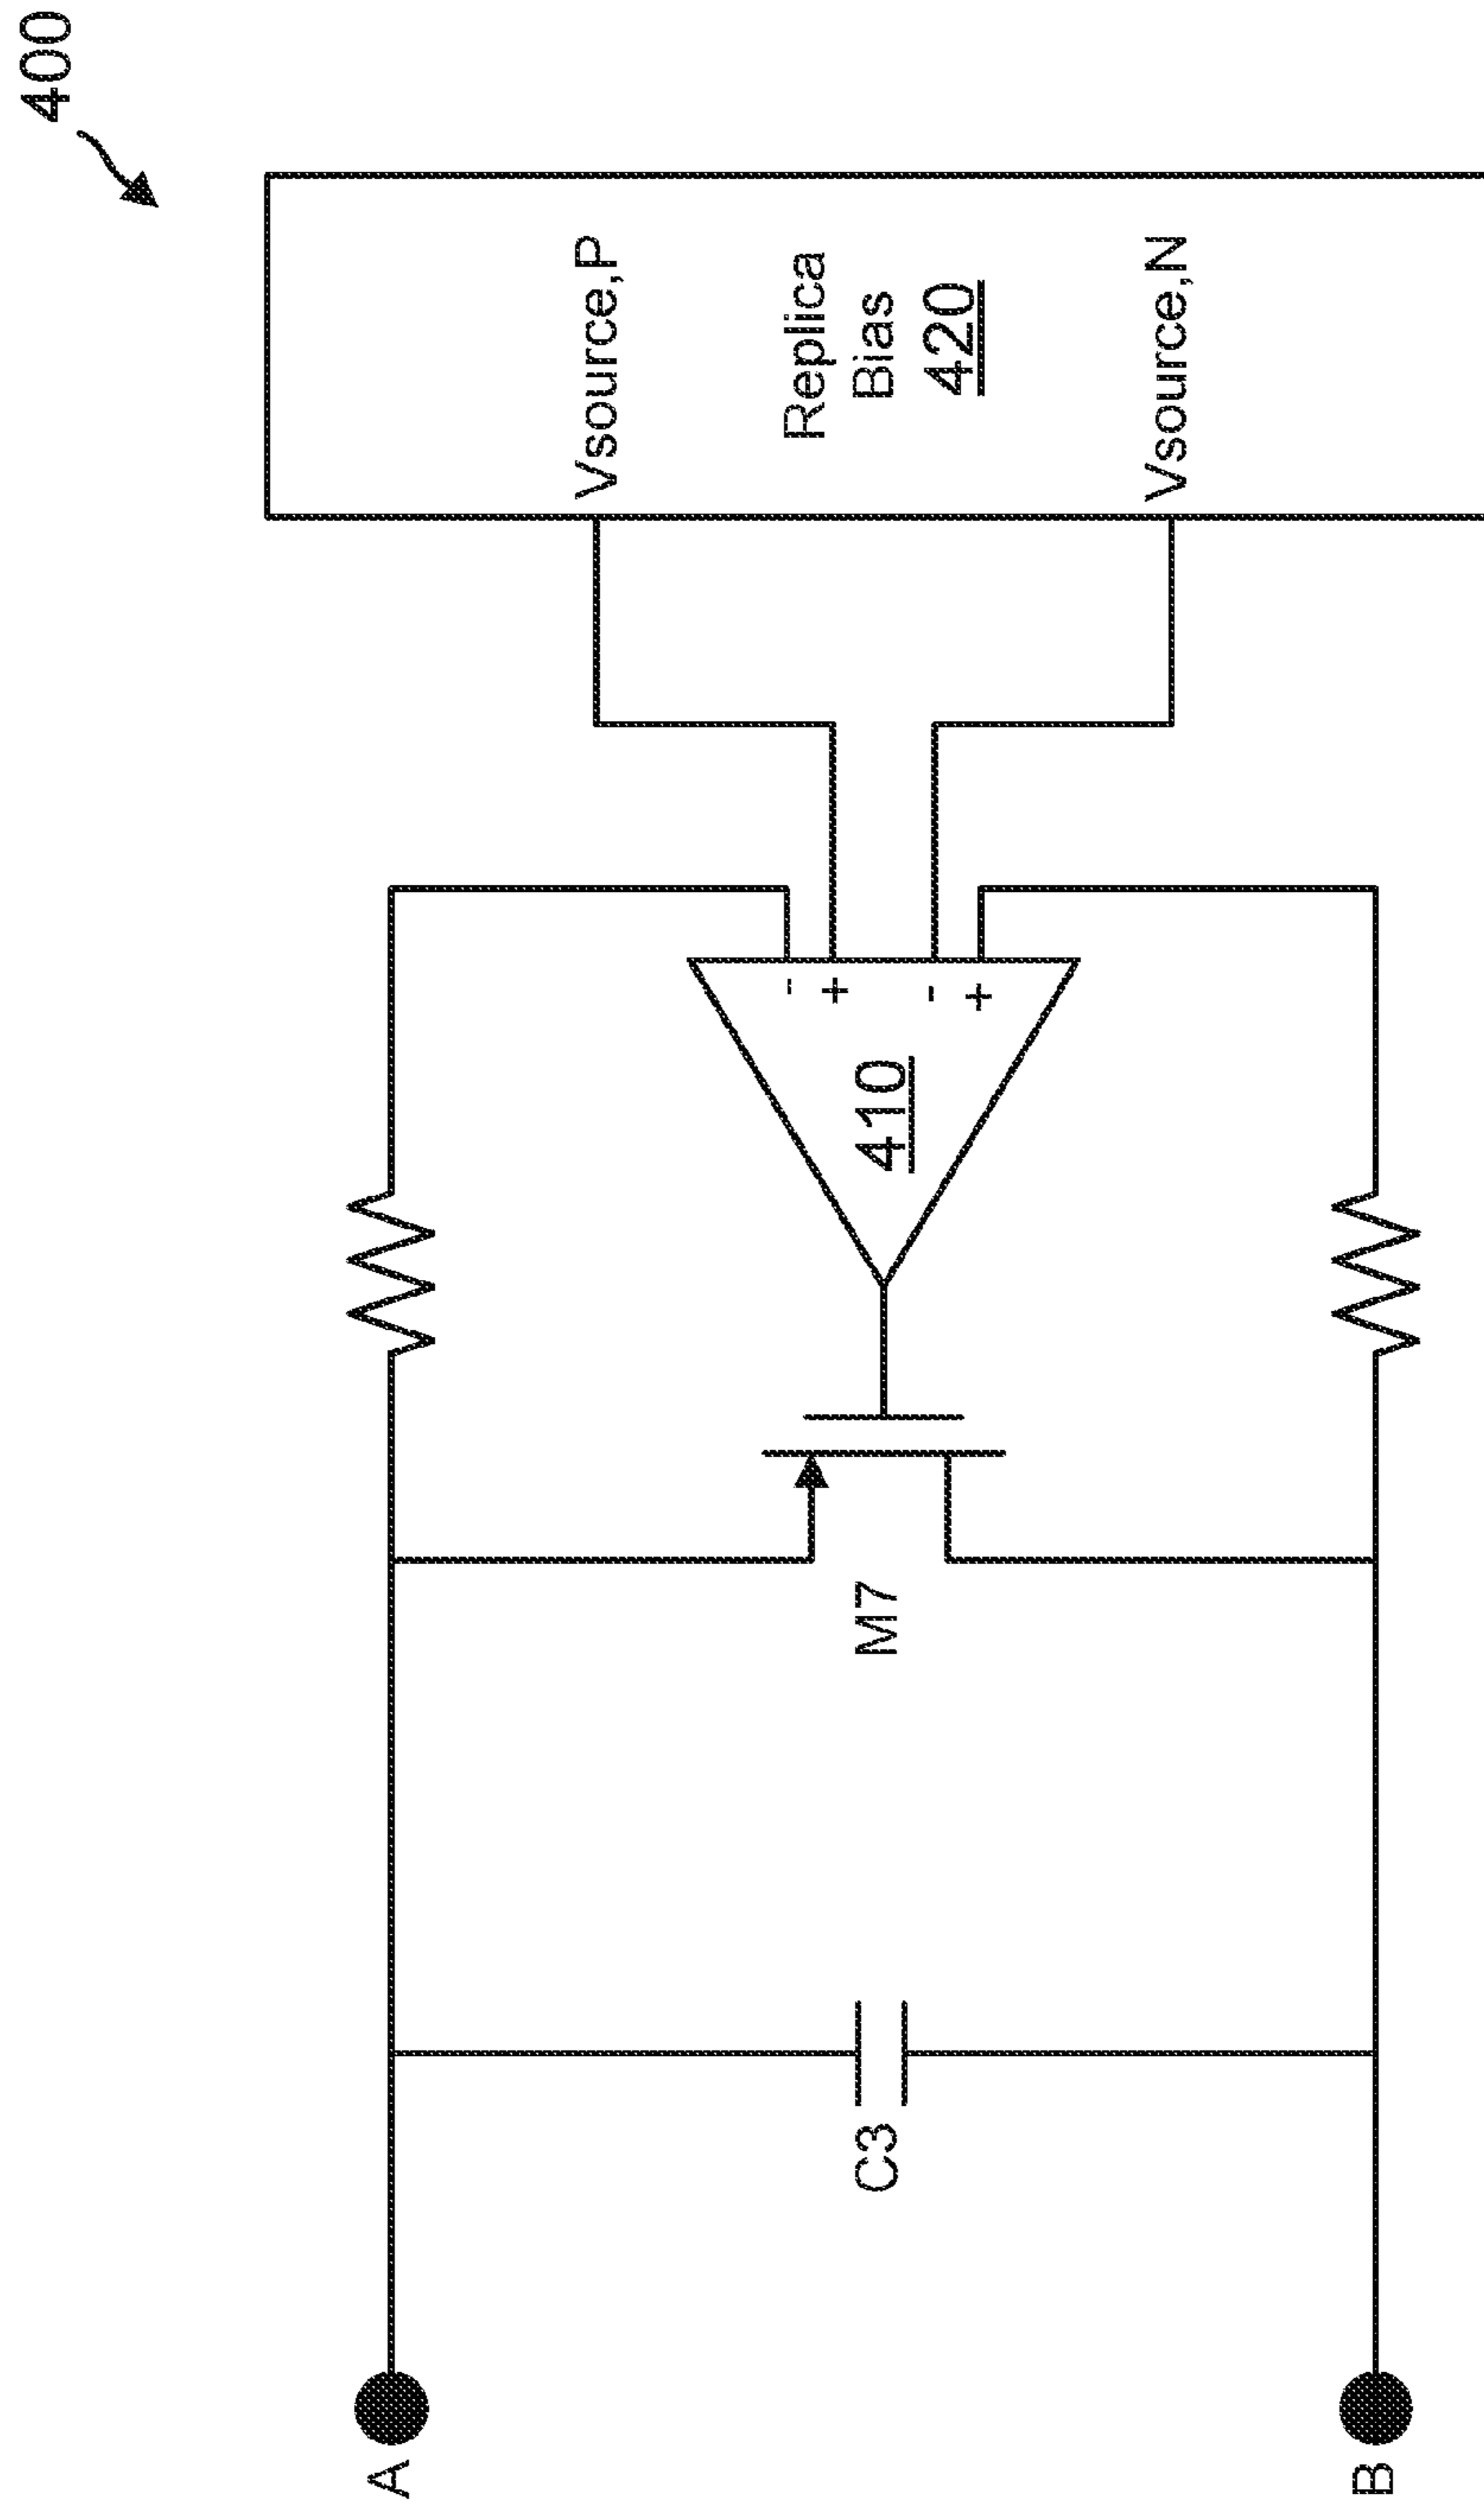 400
Vsource,P
Replica
Bias
420
Vsource,N
-
+
-
+
410
M7
C3
A
B